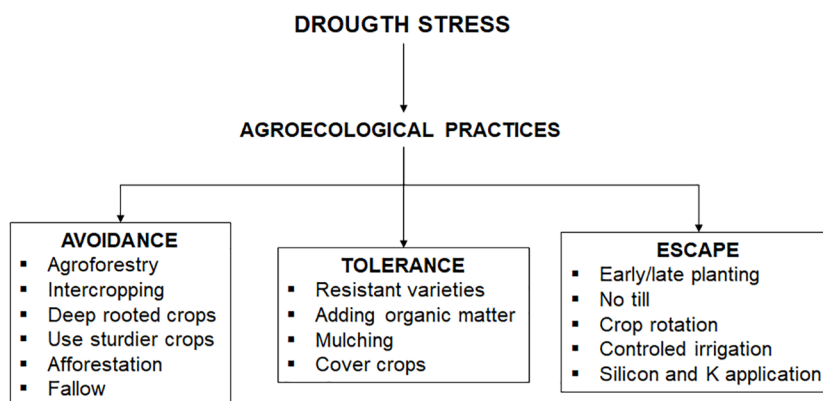 DROUGTH STRESS
AGROECOLOGICAL PRACTICES
AVOIDANCE
▪ Agroforestry
▪ Intercropping
▪ Deep rooted crops
▪ Use sturdier crops
▪ Afforestation
▪ Fallow
TOLERANCE
▪ Resistant varieties
▪ Adding organic matter
▪ Mulching
▪ Cover crops
ESCAPE
▪ Early/late planting
▪ No till
▪ Crop rotation
▪ Controled irrigation
▪ Silicon and K application